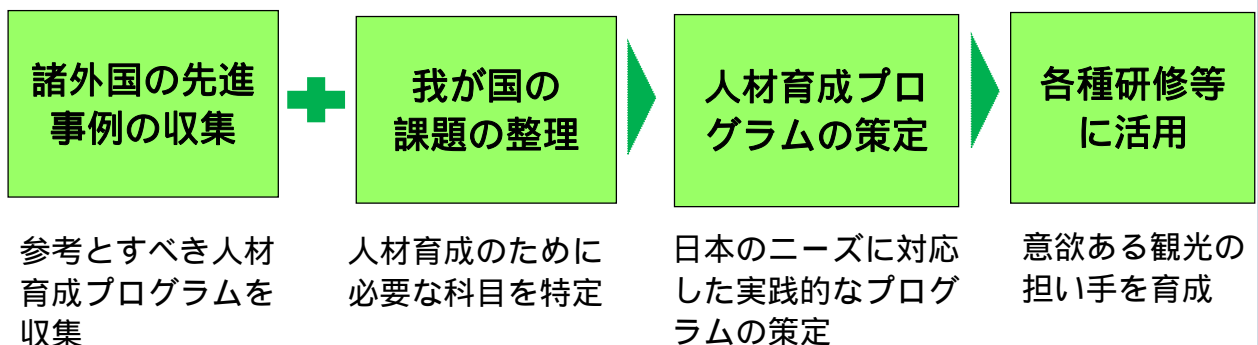 諸外国の先進
事例の収集
我が国の
課題の整理
人材育成プロ
グラムの策定
各種研修等
に活用
参考とすべき人材
育成プログラムを
収集
人材育成のために
必要な科目を特定
日本のニーズに対応
した実践的なプログ
ラムの策定
意欲ある観光の
担い手を育成